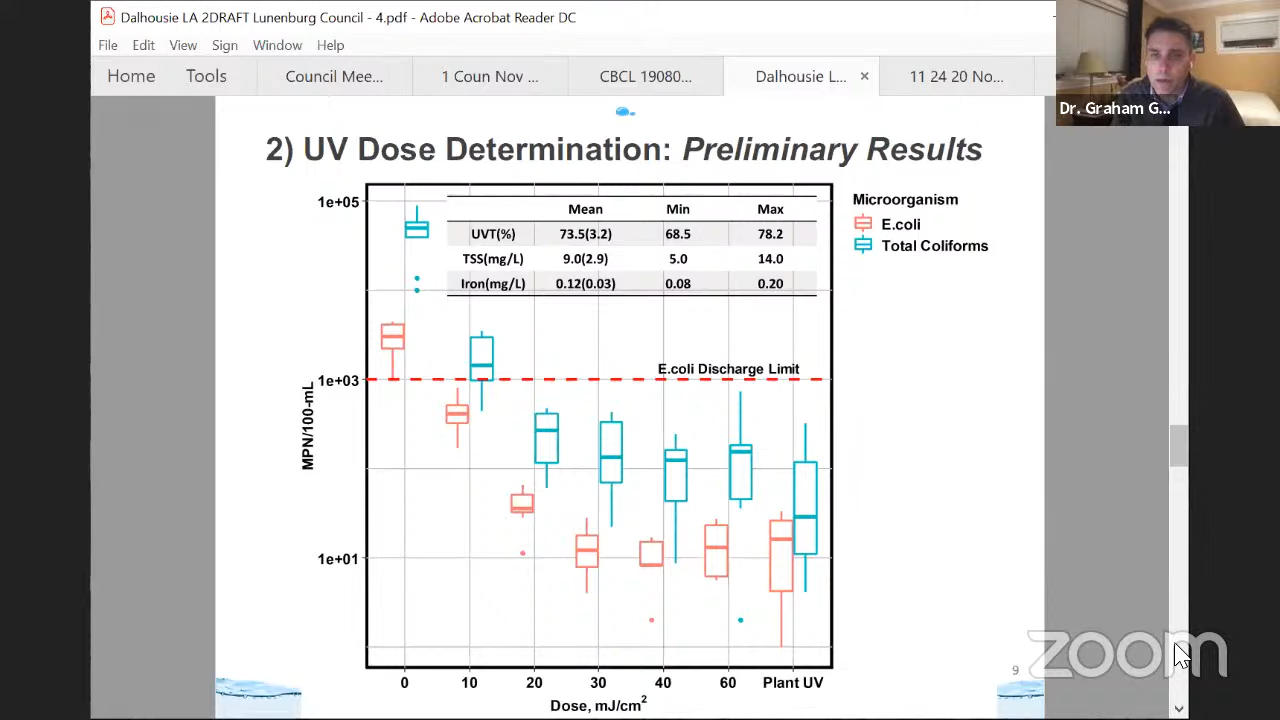 Dalhousie LA 2DRAFT Lunenburg Council - 4.pdf - Adobe Acrobat Reader DC
File Edit View Sign Window Help
Home Tools Council Mee... 1 Coun Nov ... CBCL 19080... Dalhousie L... × 11 24 20 No...
Dr. Graham G...
2) UV Dose Determination: Preliminary Results
Mean Min Max
UVT(%) 73.5(3.2) 68.5 78.2
TSS(mg/L) 9.0(2.9) 5.0 14.0
Iron(mg/L) 0.12(0.03) 0.08 0.20
Microorganism
E.coli
Total Coliforms
E.coli Discharge Limit
1e+05
1e+03
1e+01
MPN/100-mL
0 10 20 30 40 60 Plant UV
Dose, mJ/cm²
9
zoom